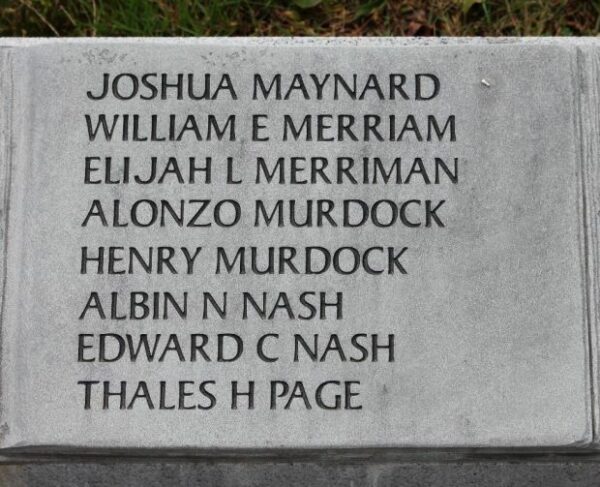 JOSHUA MAYNARD
WILLIAM E MERRIAM
ELIJAH L MERRIMAN
ALONZO MURDOCK
HENRY MURDOCK
ALBIN N NASH
EDWARD C NASH
THALES H PAGE